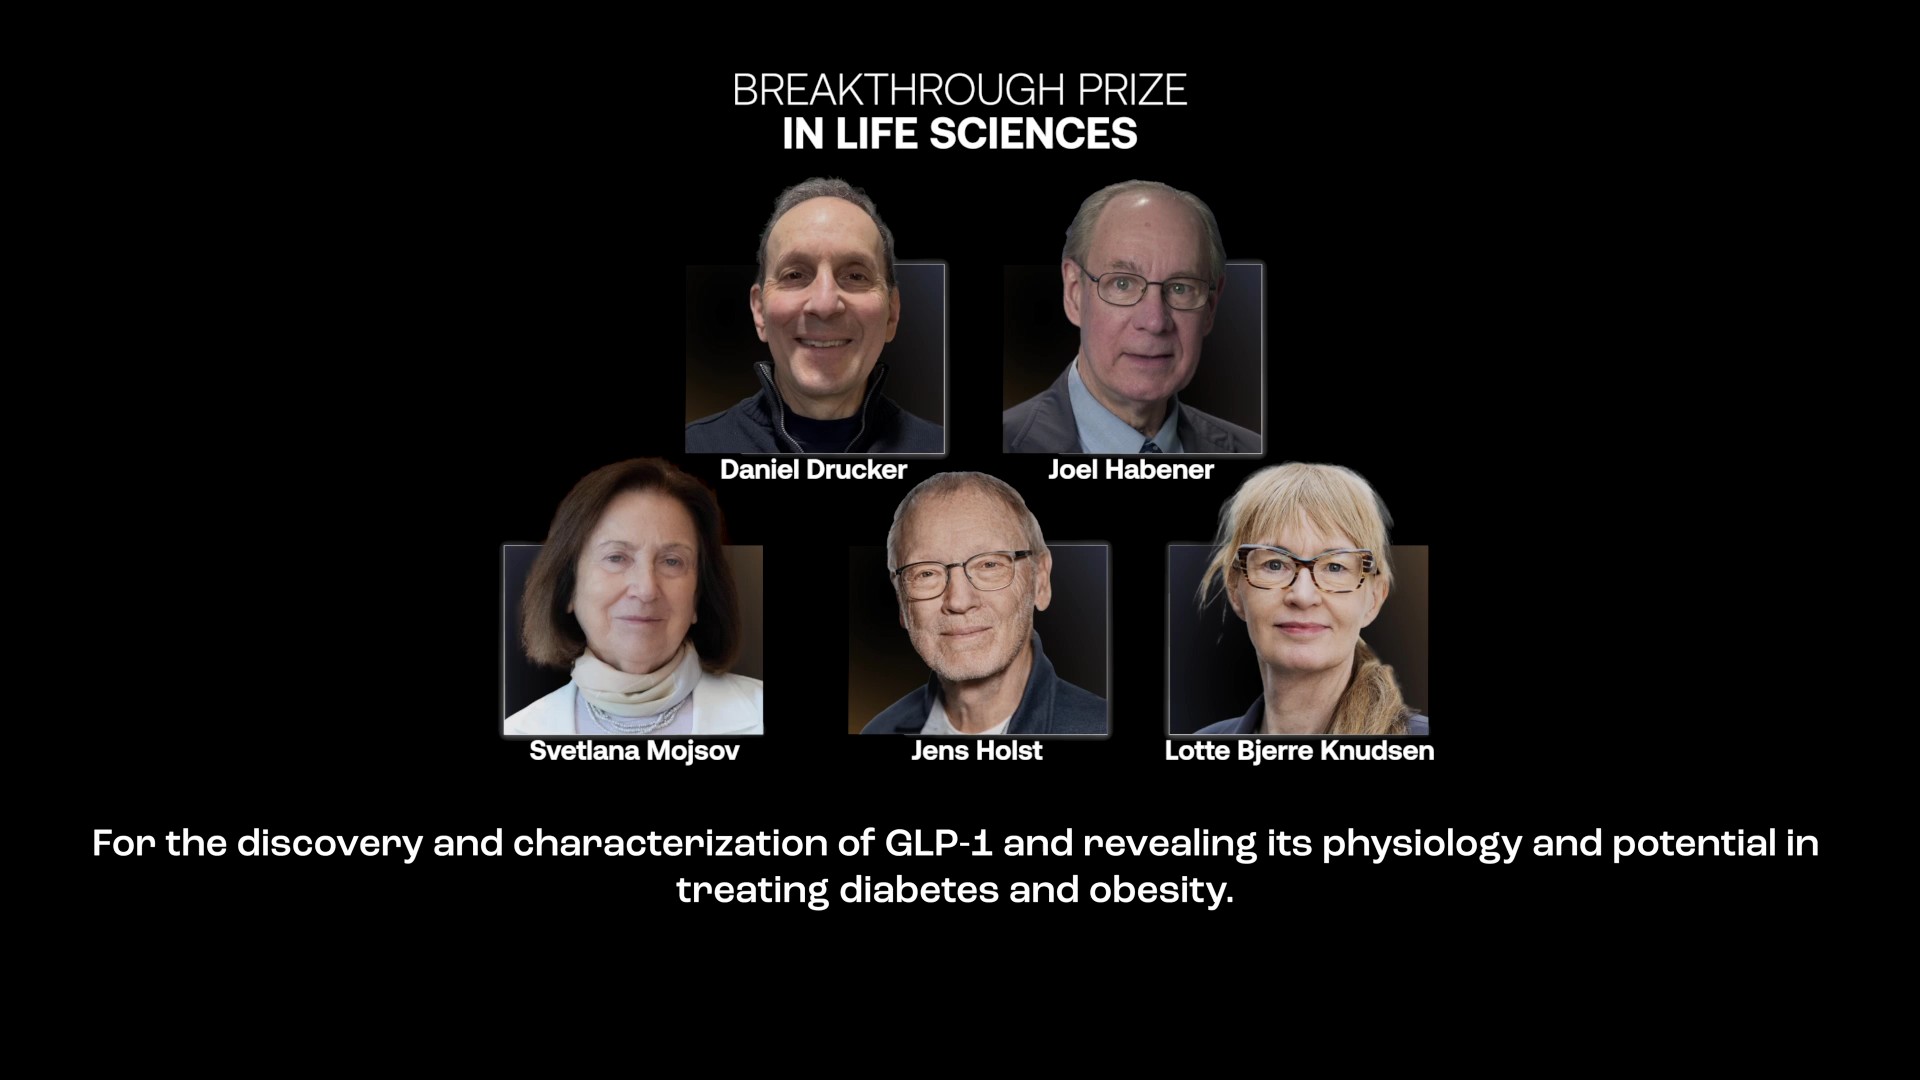 BREAKTHROUGH PRIZE
IN LIFE SCIENCES
Daniel Drucker
Joel Habener
Svetlana Mojsov
Jens Holst
Lotte Bjerre Knudsen
For the discovery and characterization of GLP-1 and revealing its physiology and potential in
treating diabetes and obesity.